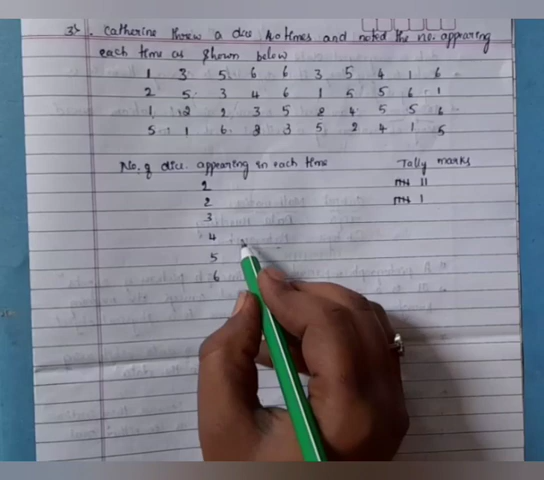 3). Catherine threw a dice 40 times and noted the no. appearing
each time as shown below
1 3 5 6 6 3 5 4 1 6
2 5 3 4 6 1 5 5 6 1
1 2 2 3 5 2 4 5 5 6
5 1 6 3 3 5 2 4 1 5
No. of dice appearing in each time Tally marks
1 𝍸 ||
2 𝍸 |
3
4
5
6